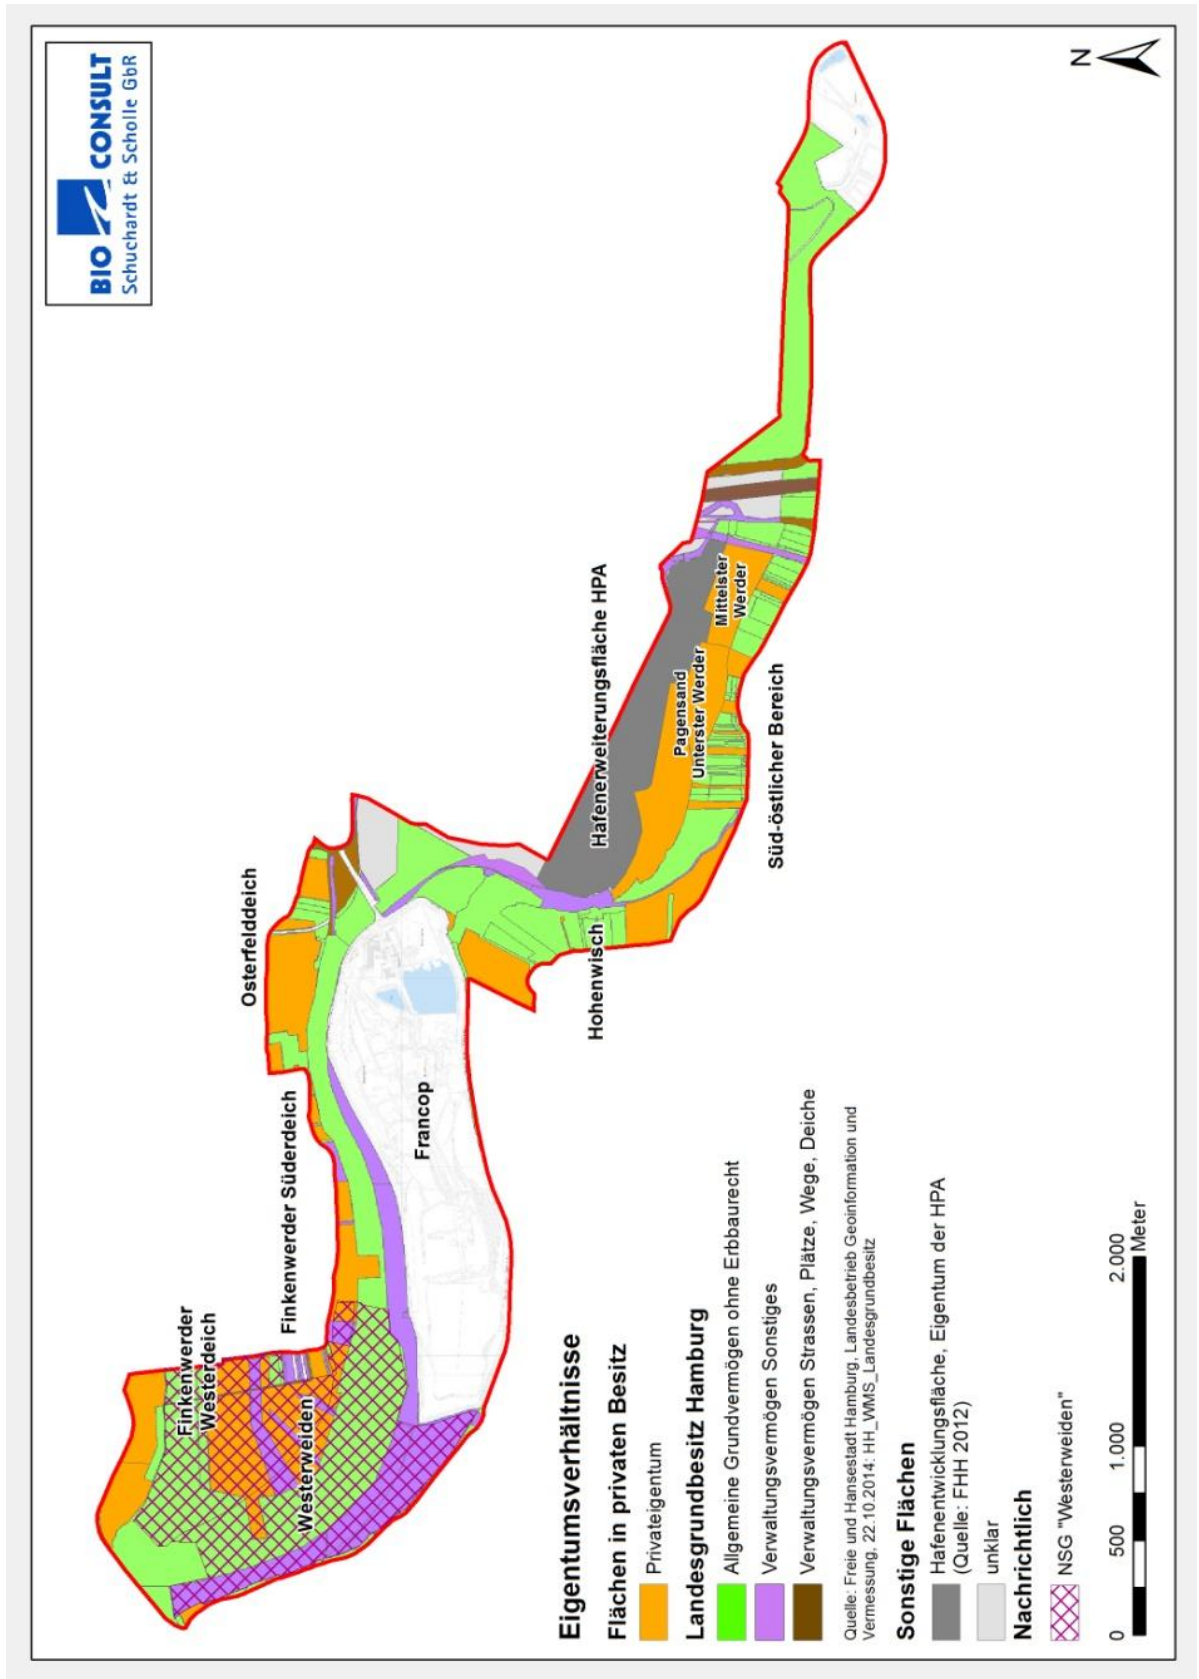 BIO CONSULT
Schuchardt & Scholle GbR
N
Finkenwerder
Westerdeich
Finkenwerder Süderdeich
Osterfelddeich
Westerweiden
Francop
Hohenwisch
Hafenerweiterungsfläche HPA
Pagensand
Unterster Werder
Mittelster
Werder
Süd-östlicher Bereich
Eigentumsverhältnisse
Flächen in privaten Besitz
Privateigentum
Landesgrundbesitz Hamburg
Allgemeine Grundvermögen ohne Erbbaurecht
Verwaltungsvermögen Sonstiges
Verwaltungsvermögen Strassen, Plätze, Wege, Deiche
Quelle: Freie und Hansestadt Hamburg, Landesbetrieb Geoinformation und
Vermessung, 22.10.2014: HH_WMS_Landesgrundbesitz
Sonstige Flächen
Hafenentwicklungsfläche, Eigentum der HPA
(Quelle: FHH 2012)
unklar
Nachrichtlich
NSG "Westerweiden"
0 500 1.000 2.000
Meter